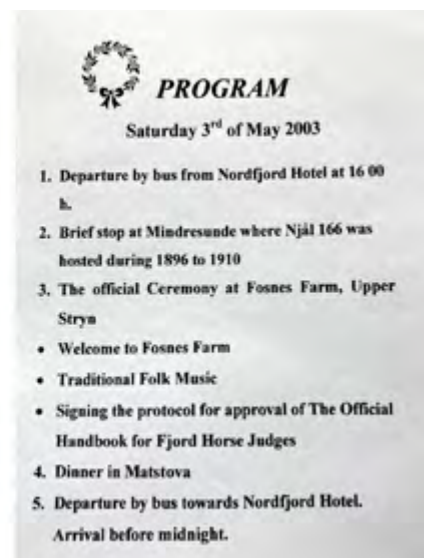 PROGRAM
Saturday 3rd of May 2003
1. Departure by bus from Nordfjord Hotel at 16 00
h.
2. Brief stop at Mindresunde where Njål 166 was
hosted during 1896 to 1910
3. The official Ceremony at Fosnes Farm, Upper
Stryn
• Welcome to Fosnes Farm
• Traditional Folk Music
• Signing the protocol for approval of The Official
Handbook for Fjord Horse Judges
4. Dinner in Matstova
5. Departure by bus towards Nordfjord Hotel.
Arrival before midnight.